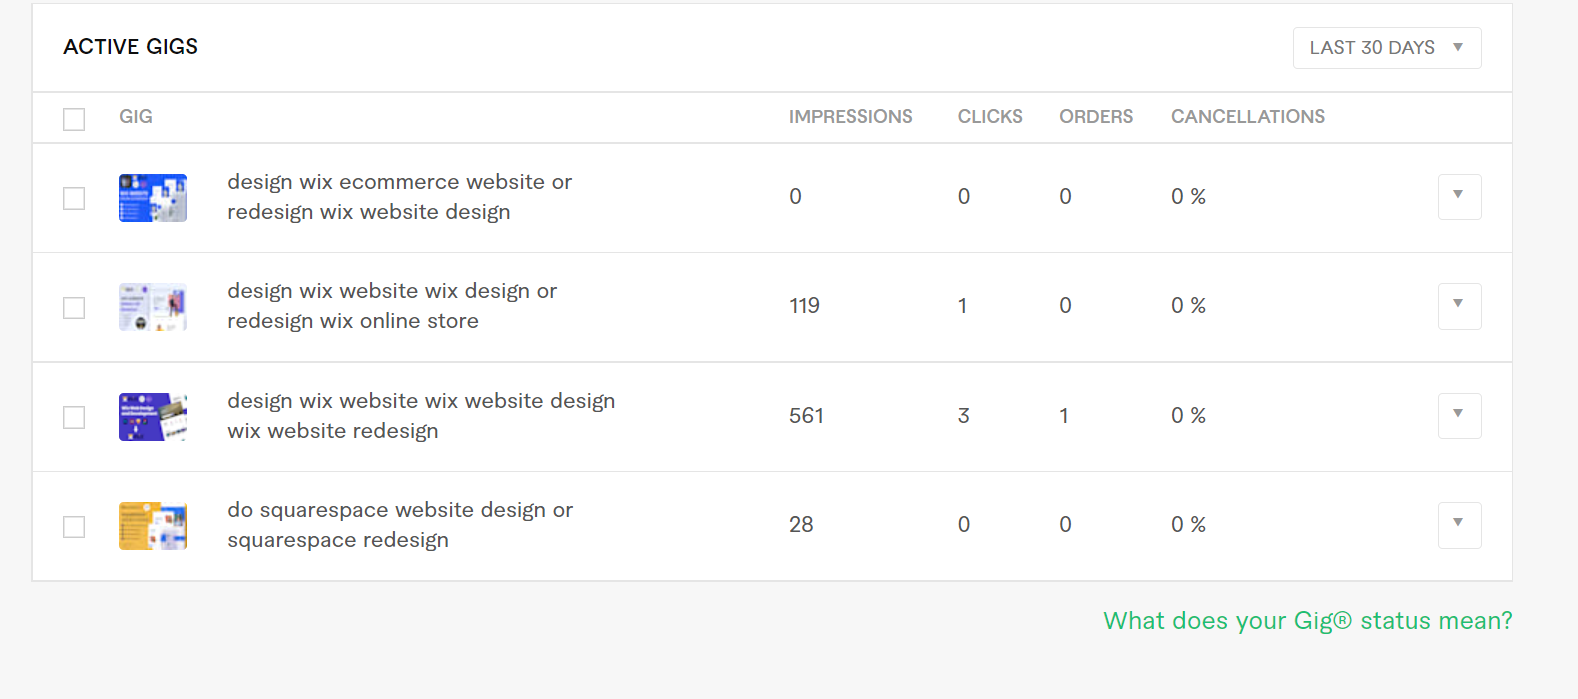 ACTIVE GIGS
LAST 30 DAYS
GIG IMPRESSIONS CLICKS ORDERS CANCELLATIONS
design wix ecommerce website or
redesign wix website design
0 0 0 0 %
design wix website wix design or
redesign wix online store
119 1 0 0 %
design wix website wix website design
wix website redesign
561 3 1 0 %
do squarespace website design or
squarespace redesign
28 0 0 0 %
What does your Gig® status mean?